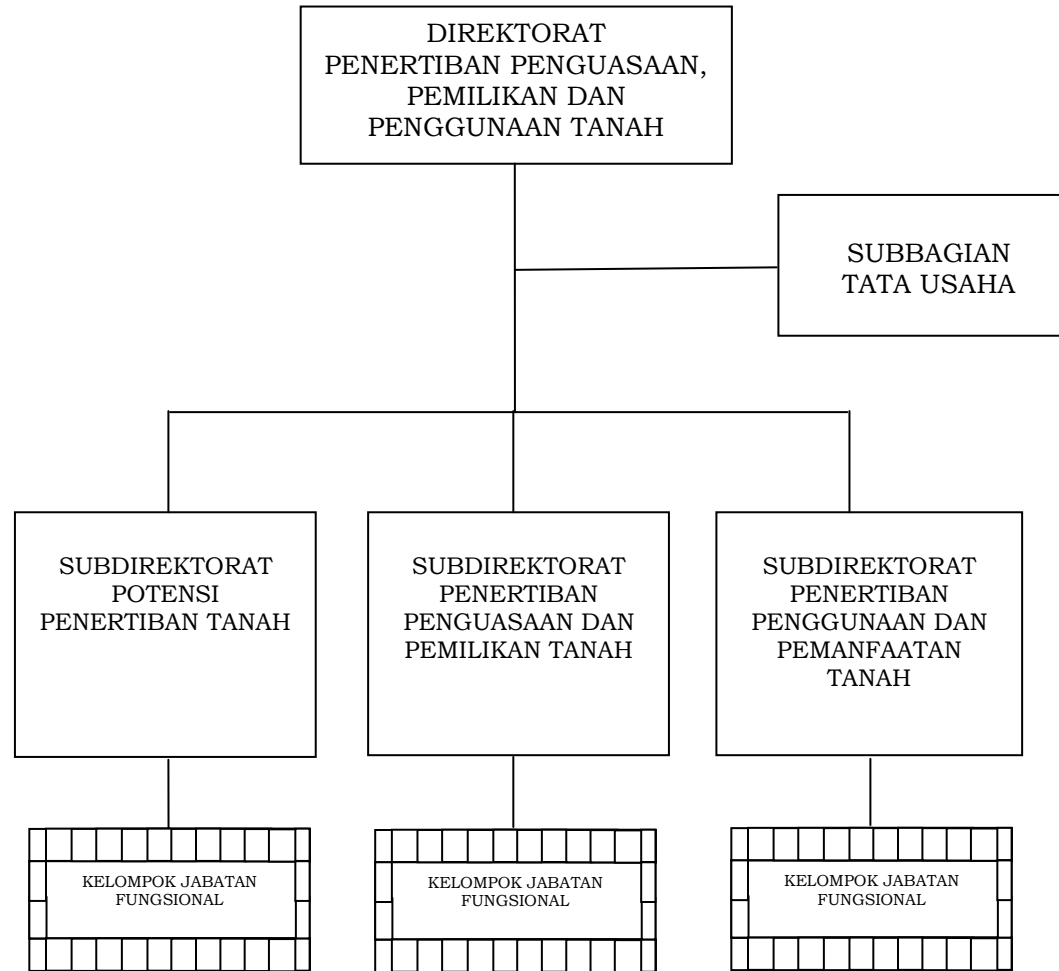 DIREKTORAT
PENERTIBAN PENGUASAAN,
PEMILIKAN DAN
PENGGUNAAN TANAH
SUBBAGIAN
TATA USAHA
SUBDIREKTORAT
POTENSI
PENERTIBAN TANAH
SUBDIREKTORAT
PENERTIBAN
PENGUASAAN DAN
PEMILIKAN TANAH
SUBDIREKTORAT
PENERTIBAN
PENGGUNAAN DAN
PEMANFAATAN
TANAH
KELOMPOK JABATAN
FUNGSIONAL
KELOMPOK JABATAN
FUNGSIONAL
KELOMPOK JABATAN
FUNGSIONAL